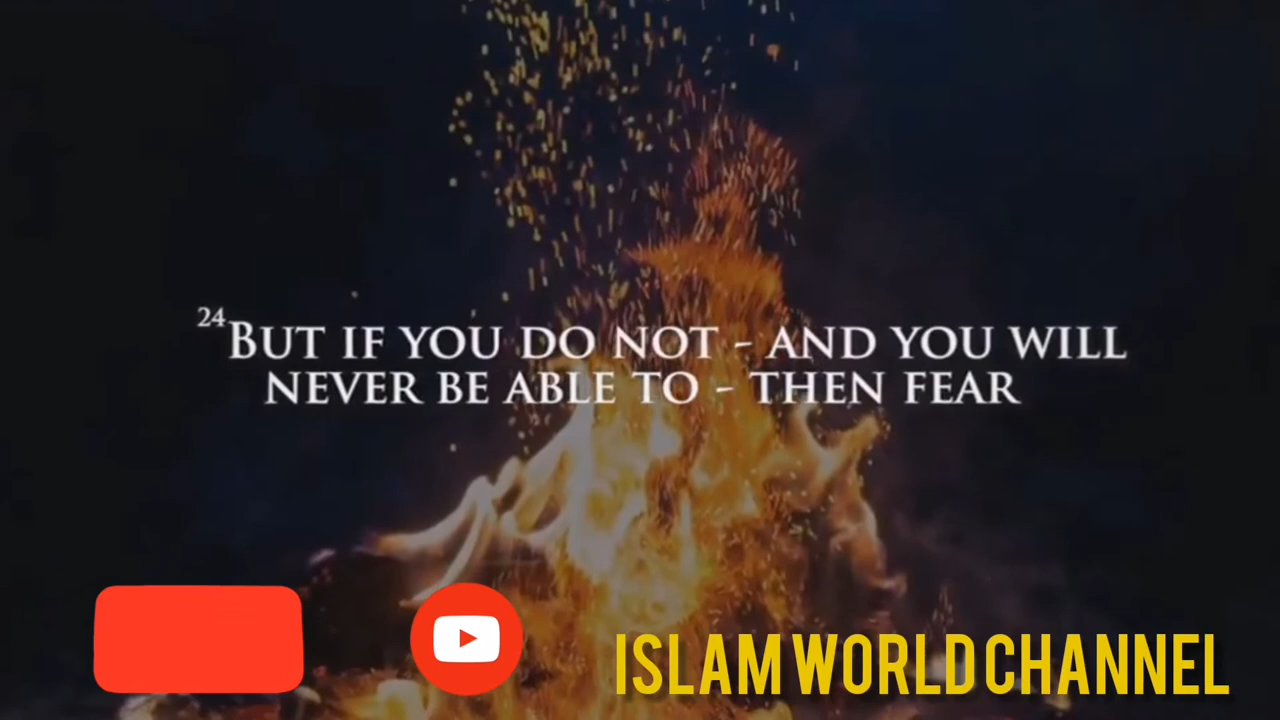 24 BUT IF YOU DO NOT - AND YOU WILL
NEVER BE ABLE TO - THEN FEAR
ISLAM WORLD CHANNEL